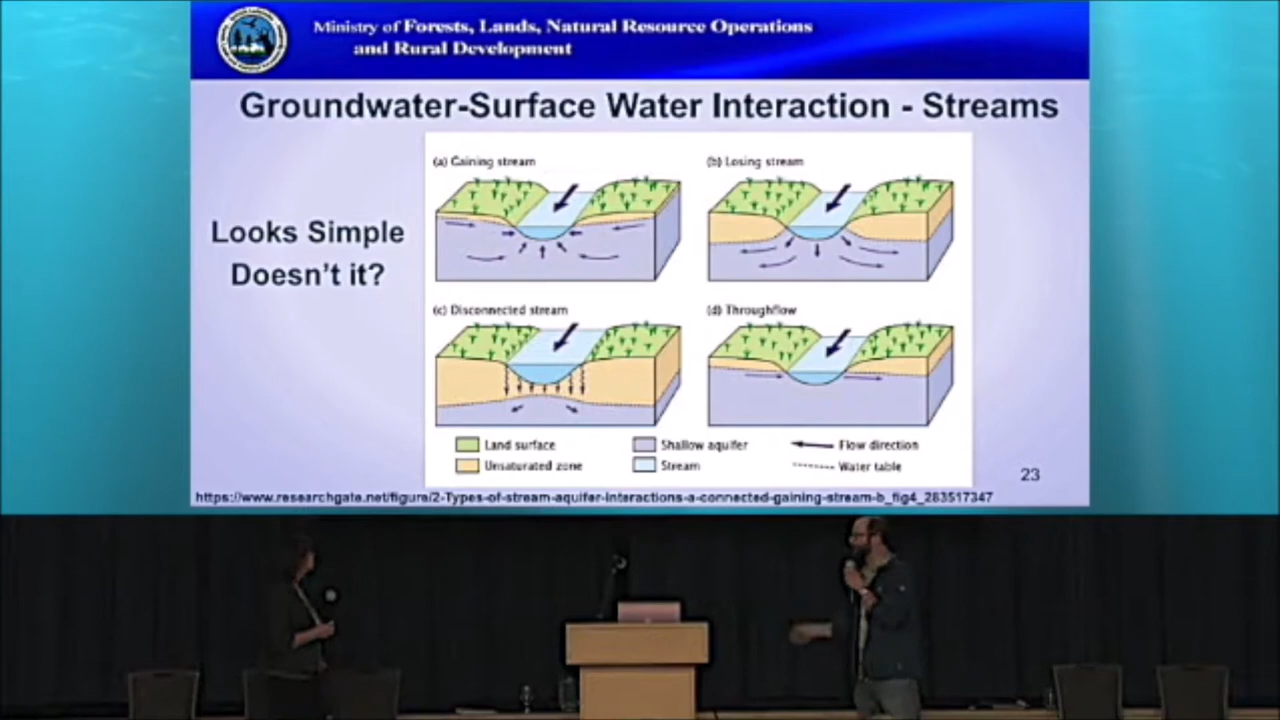 Ministry of Forests, Lands, Natural Resource Operations
and Rural Development
Groundwater-Surface Water Interaction - Streams
Looks Simple
Doesn't it?
(a) Gaining stream
(b) Losing stream
(c) Disconnected stream
(d) Throughflow
Land surface
Shallow aquifer
Flow direction
Unsaturated zone
Stream
Water table
23
https://www.researchgate.net/figure/2-Types-of-stream-aquifer-interactions-a-connected-gaining-stream-b_fig4_283517347